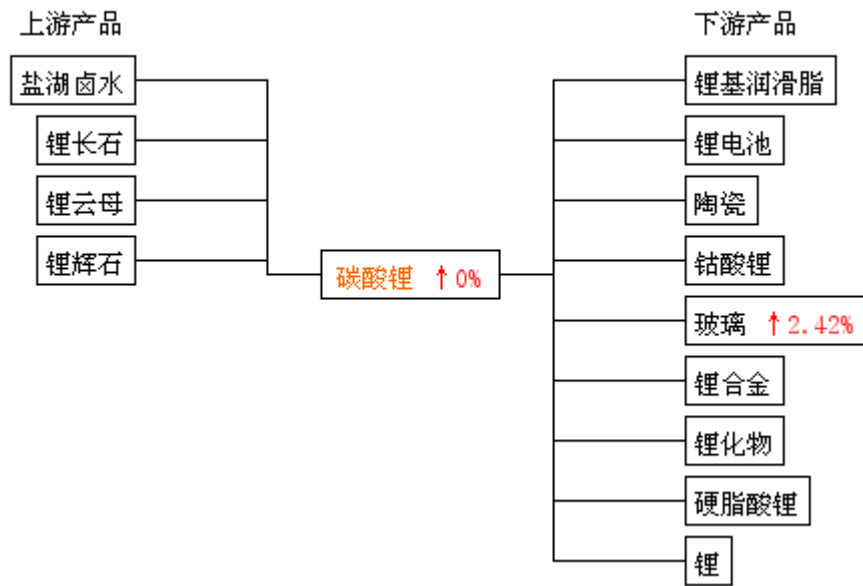 上游产品
下游产品
盐湖卤水
锂长石
锂云母
锂辉石
碳酸锂 ↑0%
锂基润滑脂
锂电池
陶瓷
钴酸锂
玻璃 ↑2.42%
锂合金
锂化物
硬脂酸锂
锂